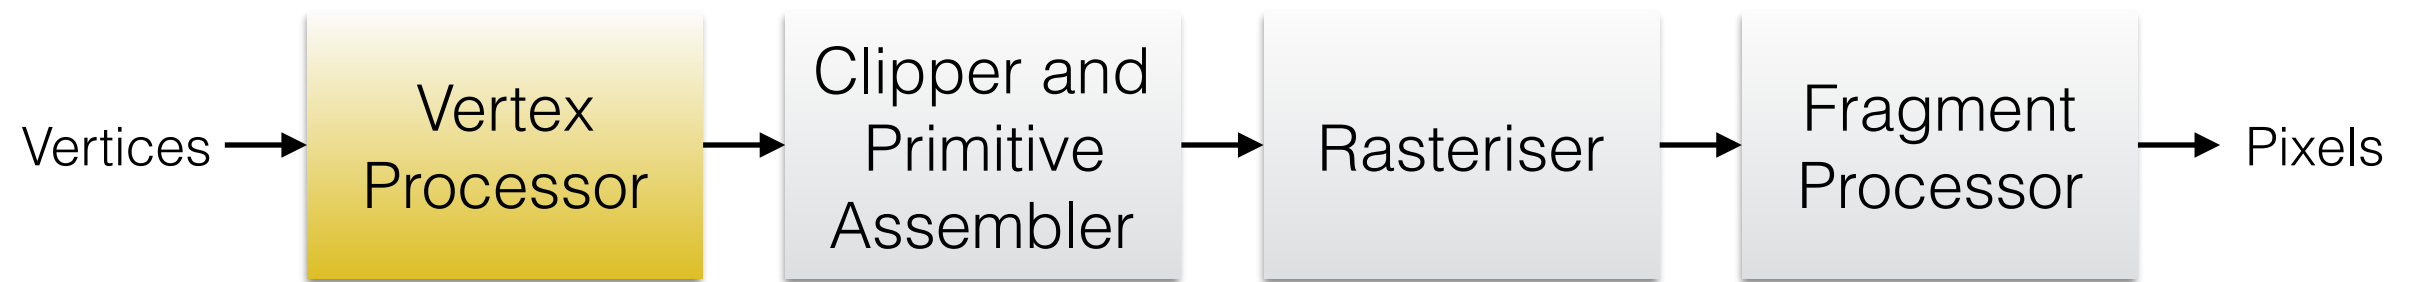 Vertices
Vertex
Processor
Clipper and
Primitive
Assembler
Rasteriser
Fragment
Processor
Pixels